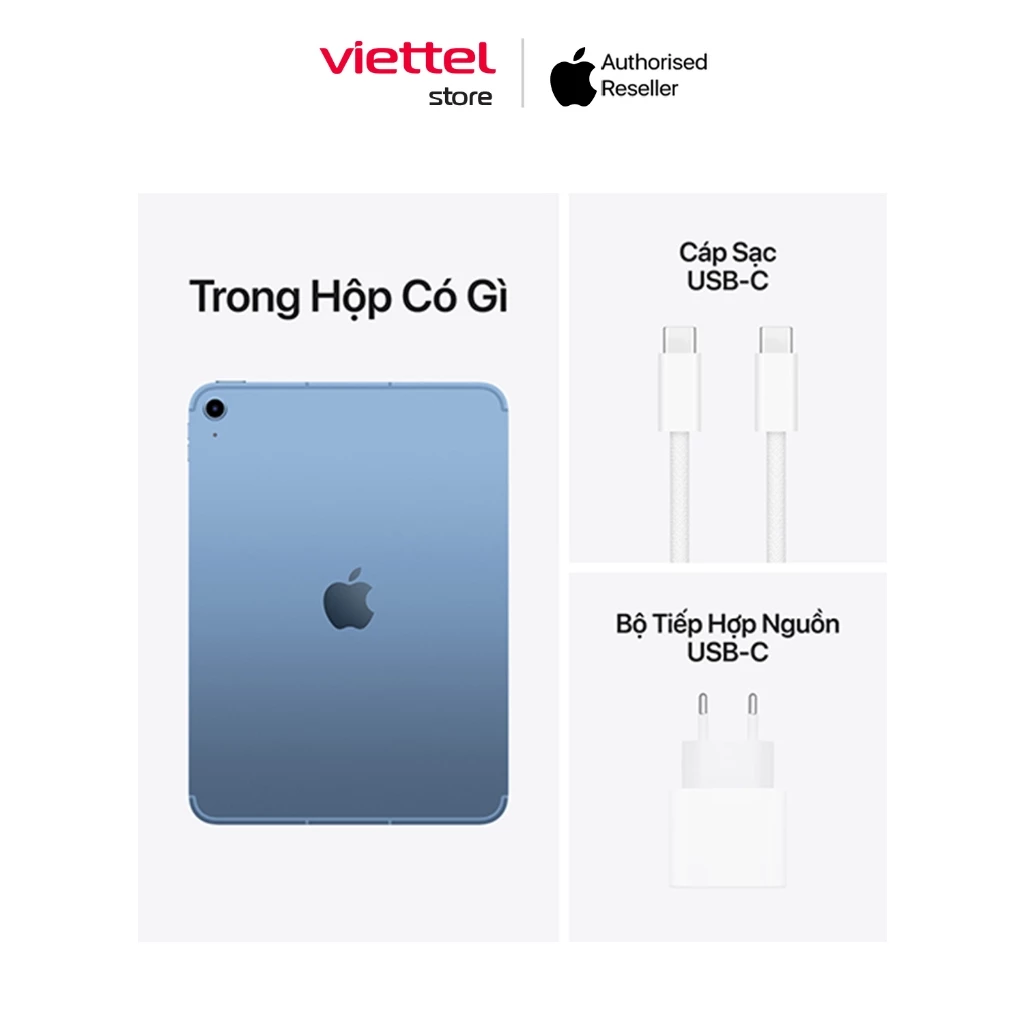 viettel
store
Authorised
Reseller
Trong Hộp Có Gì
Cáp Sạc
USB-C
Bộ Tiếp Hợp Nguồn
USB-C